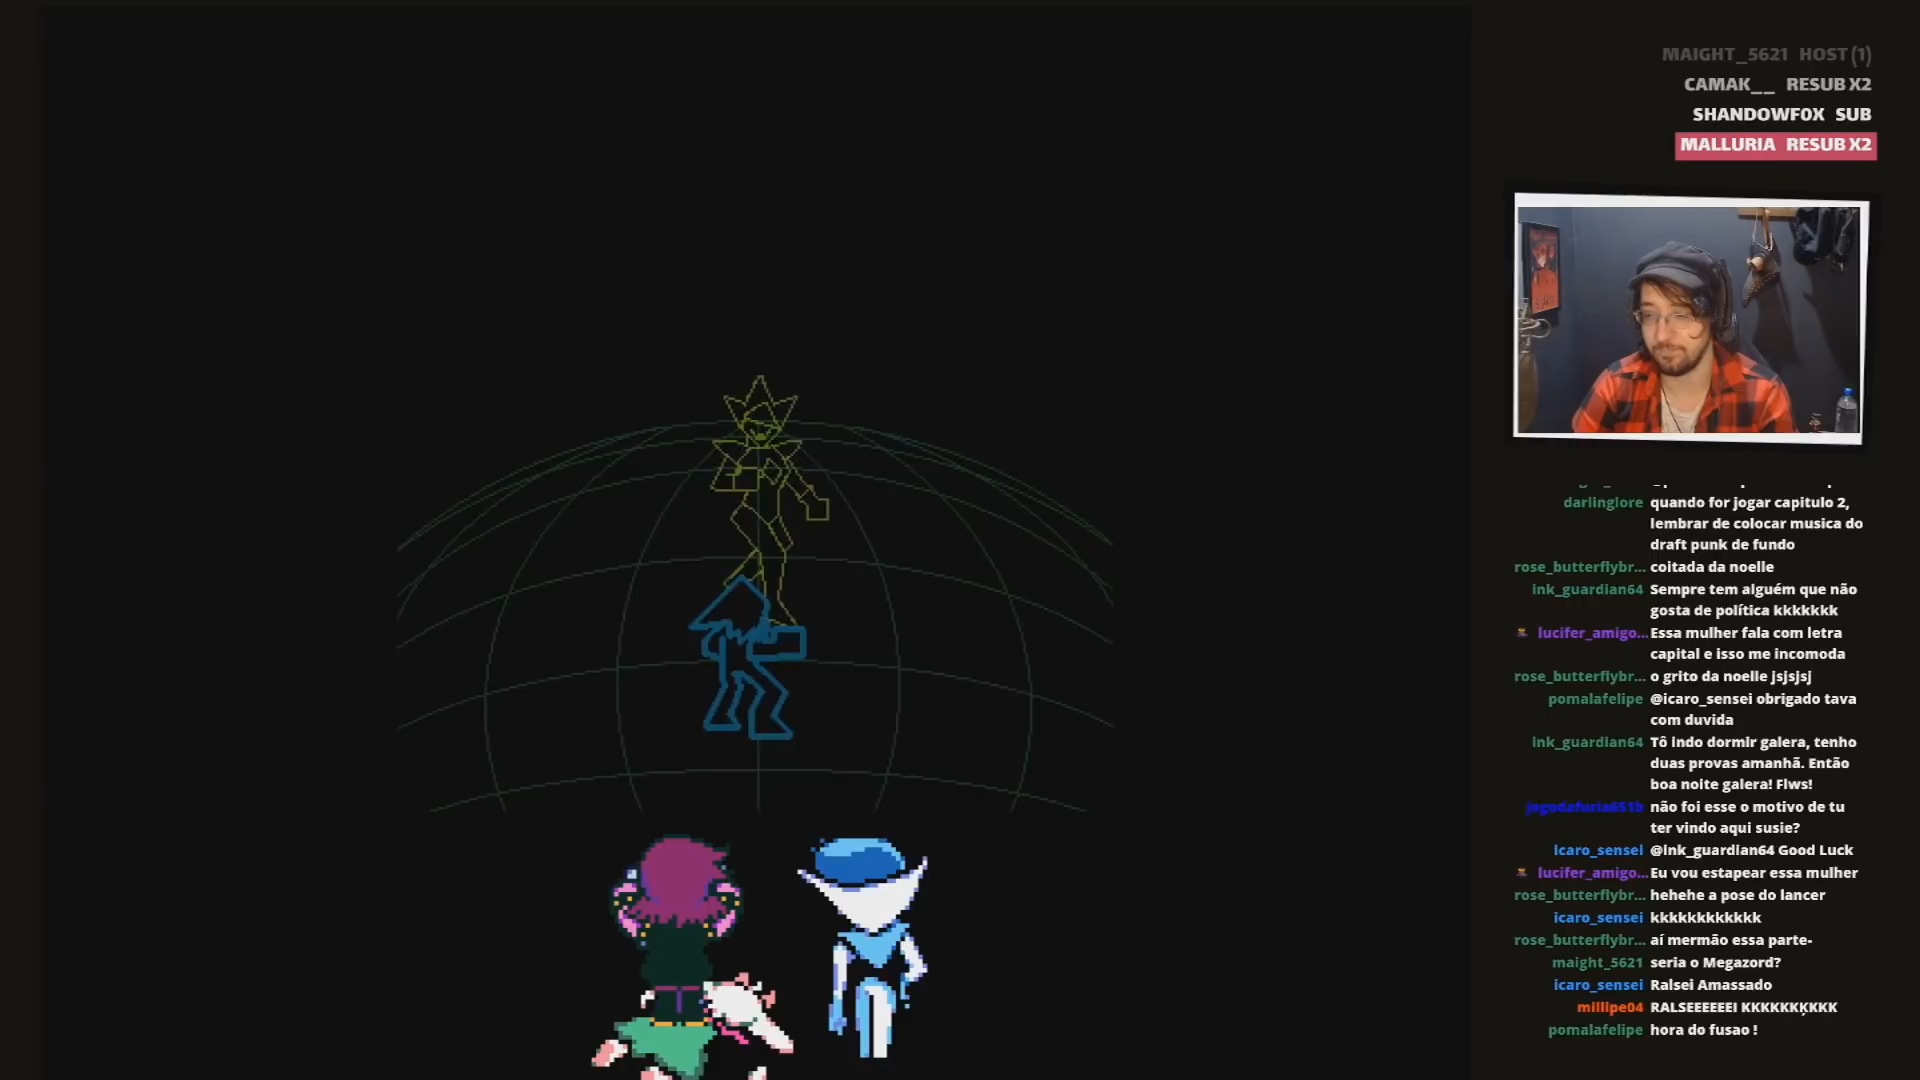 MAIGHT_5621 HOST (1)
CAMAK__ RESUB X2
SHANDOWF0X SUB
MALLURIA RESUB X2
darlinglore quando for jogar capitulo 2,
lembrar de colocar musica do
draft punk de fundo
rose_butterflybr... coitada da noelle
ink_guardian64 Sempre tem alguém que não
gosta de política kkkkkkk
lucifer_amigo... Essa mulher fala com letra
capital e isso me incomoda
rose_butterflybr... o grito da noelle jsjsjsj
pomalafelipe @icaro_sensei obrigado tava
com duvida
ink_guardian64 Tô indo dormir galera, tenho
duas provas amanhã. Então
boa noite galera! Flws!
jogodafuria651b não foi esse o motivo de tu
ter vindo aqui susie?
icaro_sensei @ink_guardian64 Good Luck
lucifer_amigo... Eu vou estapear essa mulher
rose_butterflybr... hehehe a pose do lancer
icaro_sensei kkkkkkkkkkkk
rose_butterflybr... aí mermão essa parte-
maight_5621 seria o Megazord?
icaro_sensei Ralsei Amassado
millipe04 RALSEEEEEEI KKKKKKĶKKKK
pomalafelipe hora do fusao !